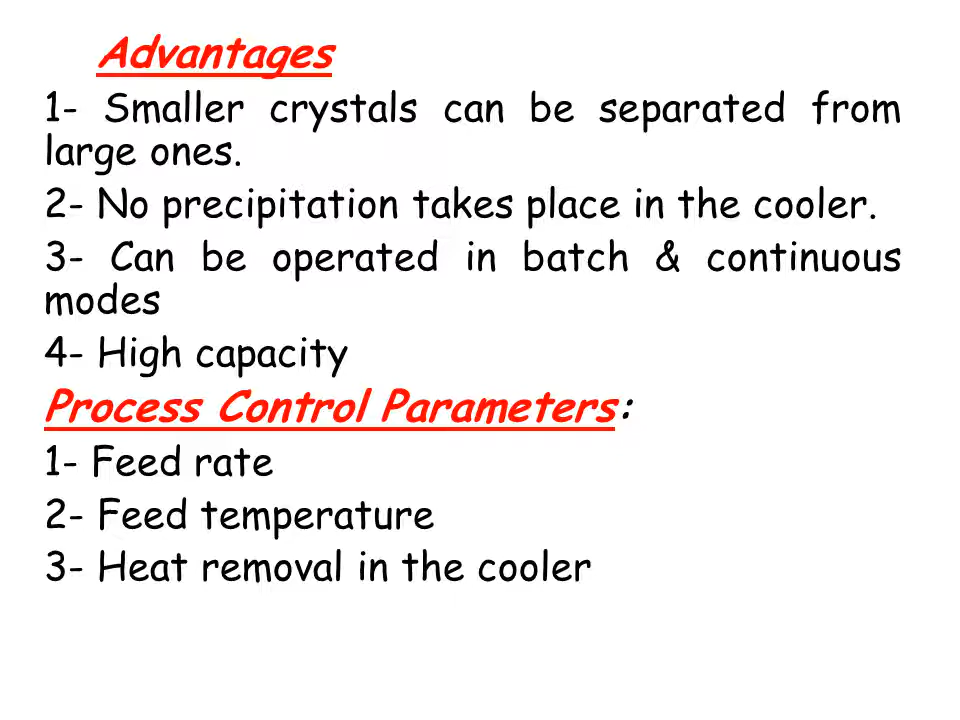 Advantages
1- Smaller crystals can be separated from
large ones.
2- No precipitation takes place in the cooler.
3- Can be operated in batch & continuous
modes
4- High capacity
Process Control Parameters:
1- Feed rate
2- Feed temperature
3- Heat removal in the cooler